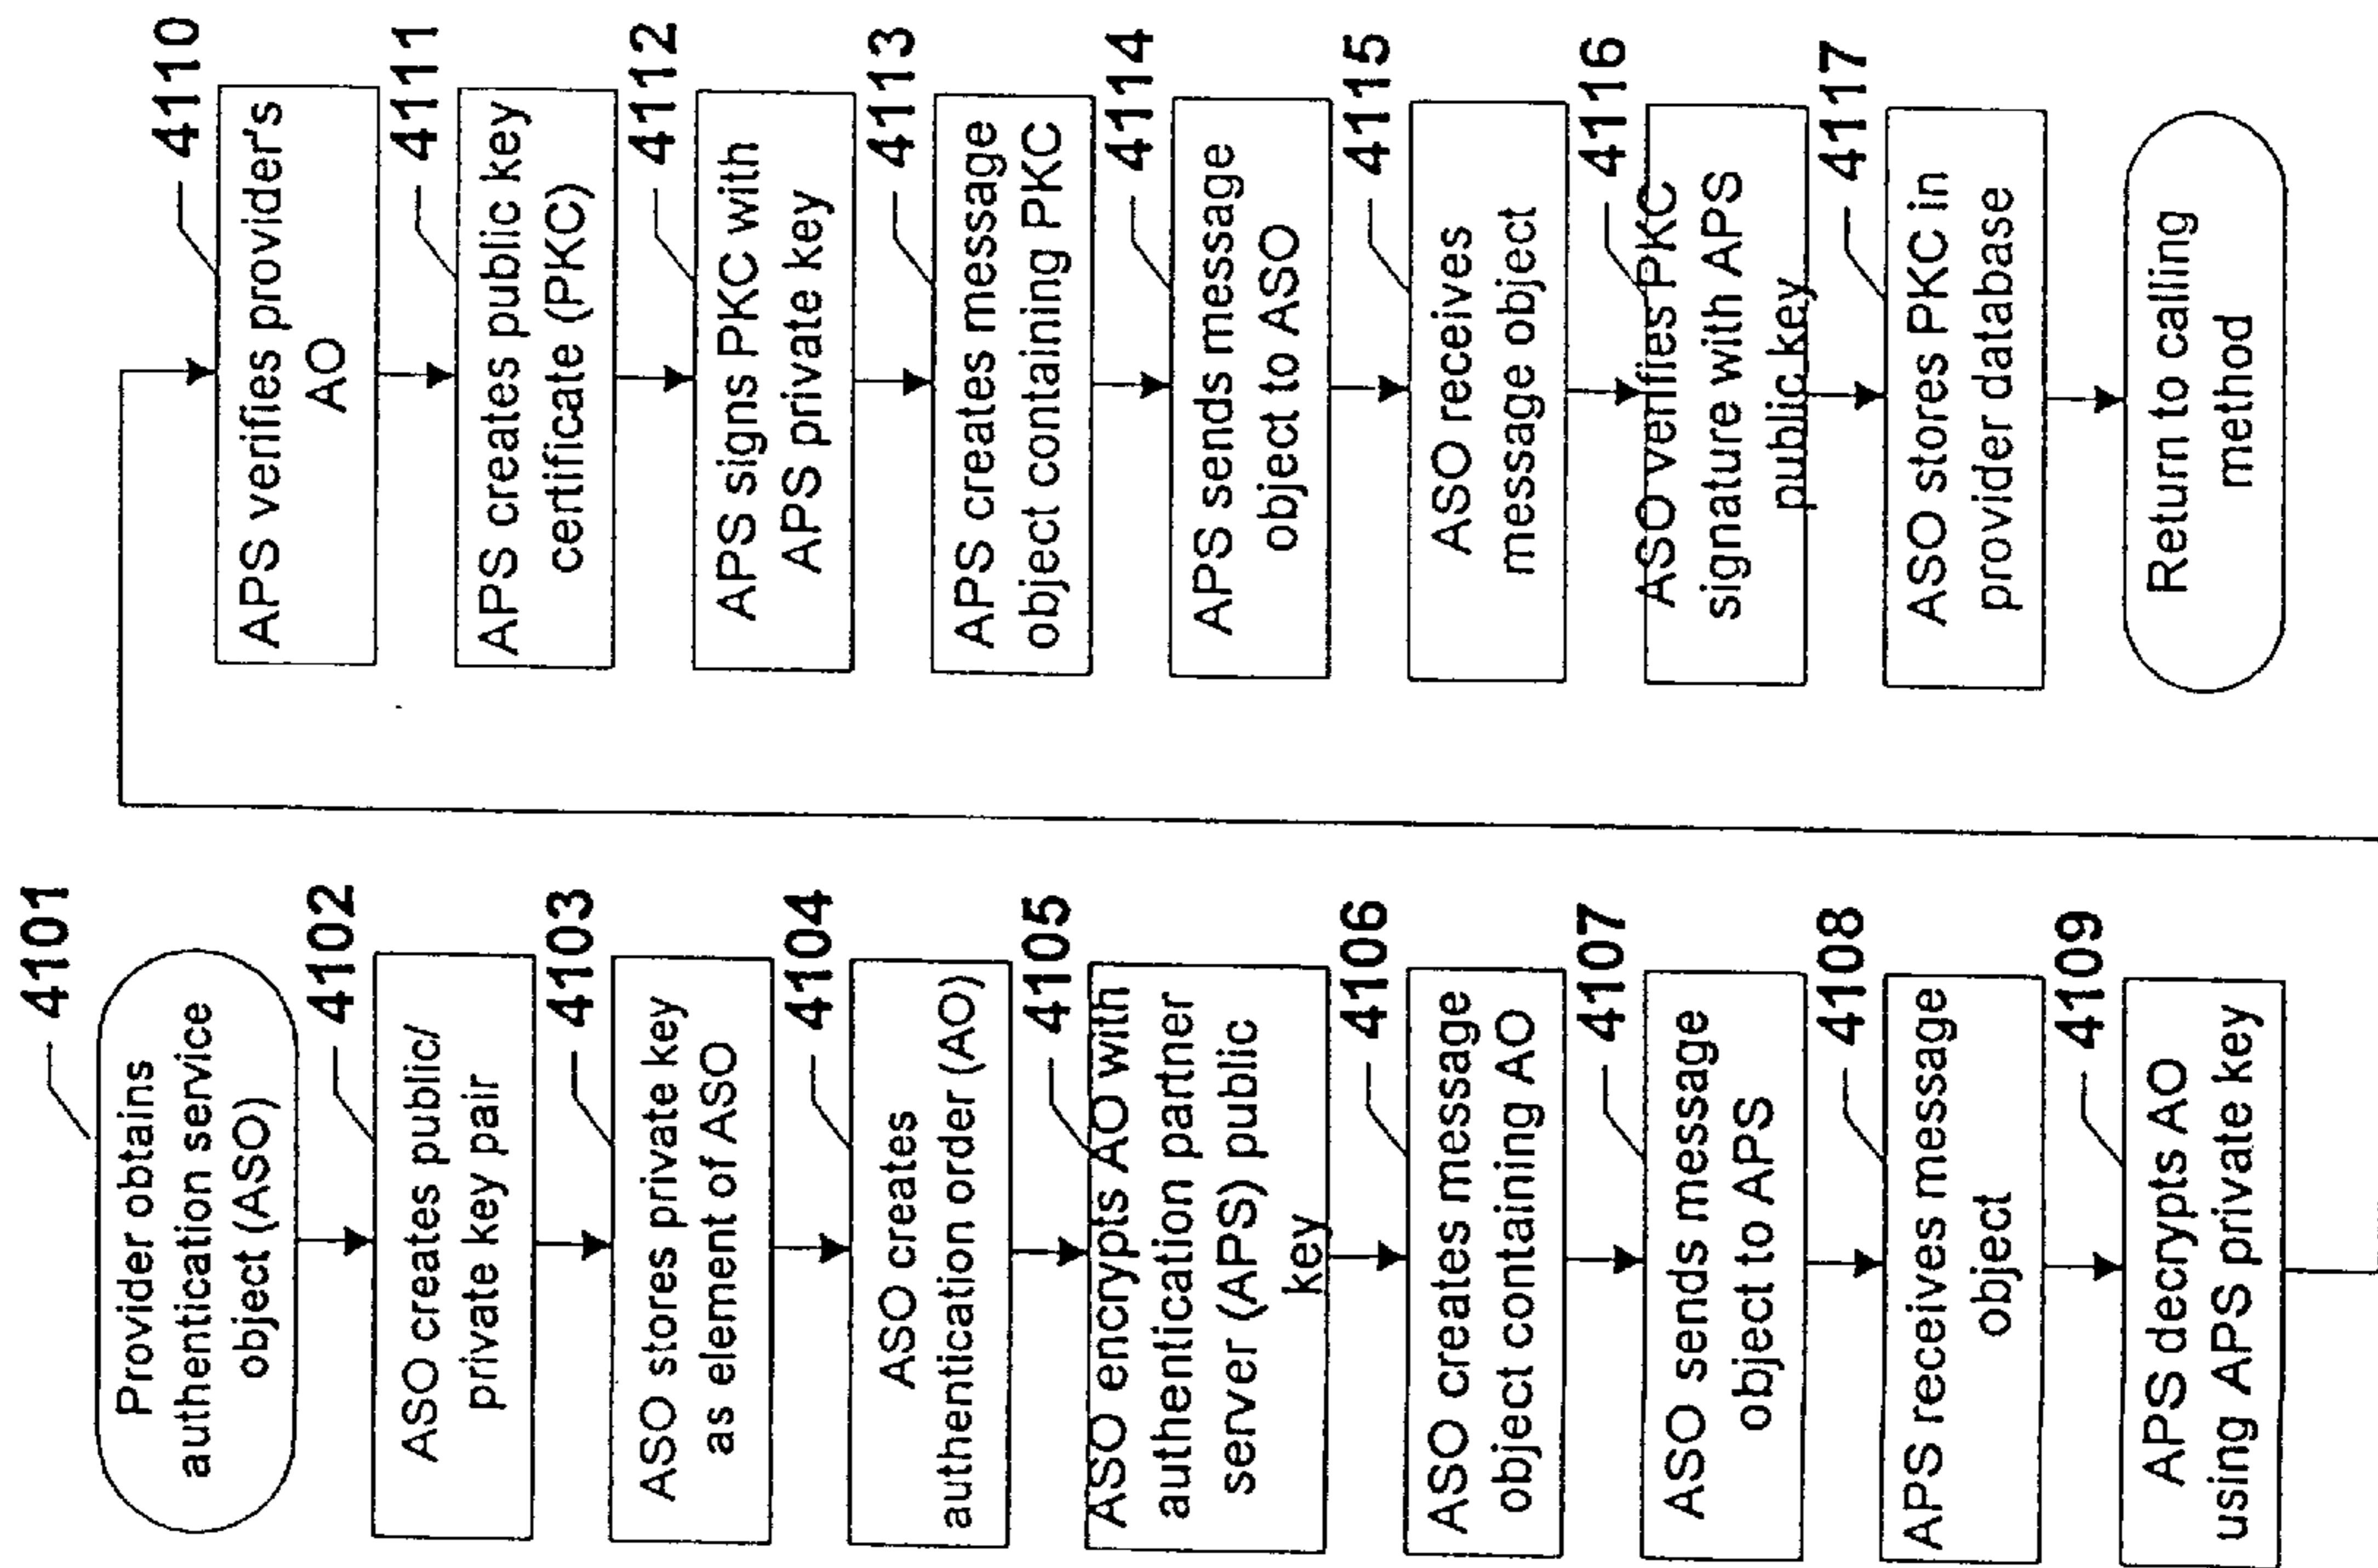 4101
Provider obtains
authentication service
object (ASO)
4102
ASO creates public/
private key pair
4103
ASO stores private key
as element of ASO
4104
ASO creates
authentication order (AO)
4105
ASO encrypts AO with
authentication partner
server (APS) public
key
4106
ASO creates message
object containing AO
4107
ASO sends message
object to APS
4108
APS receives message
object
4109
APS decrypts AO
using APS private key
4110
APS verifies provider's
AO
4111
APS creates public key
certificate (PKC)
4112
APS signs PKC with
APS private key
4113
APS creates message
object containing PKC
4114
APS sends message
object to ASO
4115
ASO receives
message object
4116
ASO verifies PKC
signature with APS
public key
4117
ASO stores PKC in
provider database
Return to calling
method